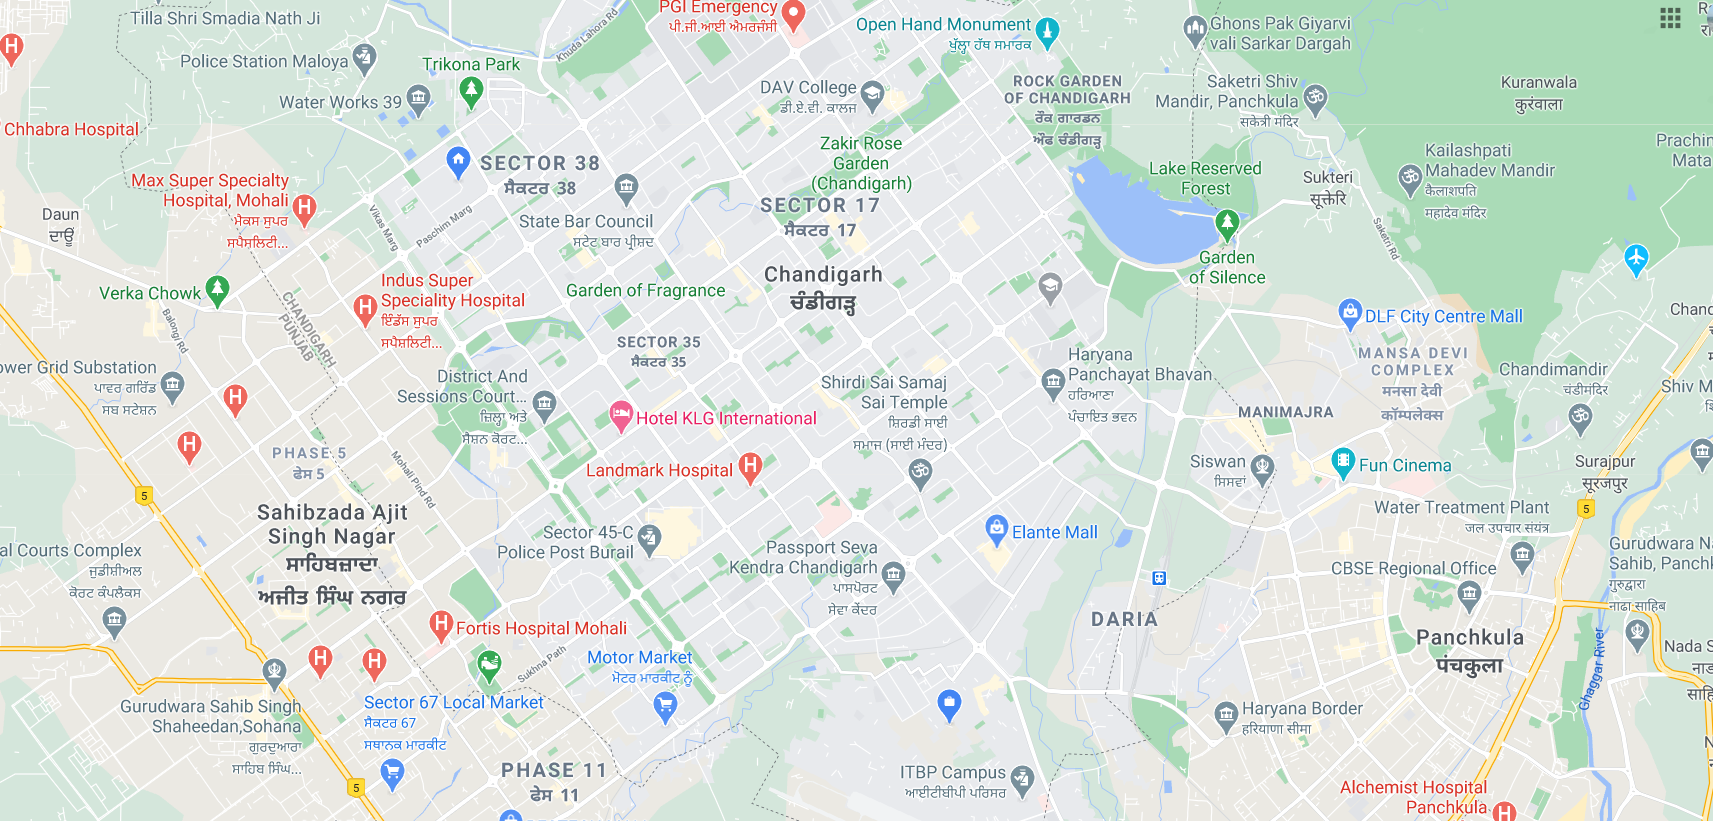 Tilla Shri Smadia Nath Ji
Police Station Maloya
Trikona Park
Water Works 39
Chhabra Hospital
Khuda Lahora Rd
PGI Emergency
ਪੀ.ਜੀ.ਆਈ ਐਮਰਜੰਸੀ
Open Hand Monument
ਖੁੱਲ੍ਹਾ ਹੱਥ ਸਮਾਰਕ
Ghons Pak Giyarvi
vali Sarkar Dargah
DAV College
ਡੀ.ਏ.ਵੀ. ਕਾਲਜ
ROCK GARDEN
OF CHANDIGARH
ਰੌਕ ਗਾਰਡਨ
ਔਫ ਚੰਡੀਗੜ੍ਹ
Saketri Shiv
Mandir, Panchkula
सकेत्री मंदिर
Kuranwala
कुरंवाला
Zakir Rose
Garden
(Chandigarh)
SECTOR 38
ਸੈਕਟਰ 38
SECTOR 17
ਸੈਕਟਰ 17
Lake Reserved
Forest
Sukteri
सूक्तेरि
Kailashpati
Mahadev Mandir
कैलाशपति
महादेव मंदिर
Prachin
Mata
Max Super Specialty
Hospital, Mohali
ਮੈਕਸ ਸੁਪਰ
ਸਪੈਸ਼ਲਿਟੀ...
Daun
ਦਾਊਂ
Vikas Marg
Paschim Marg
State Bar Council
ਸਟੇਟ ਬਾਰ ਪ੍ਰੀਸ਼ਦ
Saketri Rd
Garden
of Silence
Chandigarh
ਚੰਡੀਗੜ੍ਹ
Garden of Fragrance
Verka Chowk
Balongi Rd
CHANDIGARH
PUNJAB
Indus Super
Speciality Hospital
ਇੰਡੱਸ ਸੁਪਰ
ਸਪੈਸ਼ਲਿਟੀ...
DLF City Centre Mall
SECTOR 35
ਸੈਕਟਰ 35
MANSA DEVI
COMPLEX
मनसा देवी
कॉम्पलेक्स
Haryana
Panchayat Bhavan
ਹਰਿਆਣਾ
ਪੰਚਾਇਤ ਭਵਨ
Chandimandir
चंडीमंदिर
ower Grid Substation
ਪਾਵਰ ਗਰਿੱਡ
ਸਬ ਸਟੇਸ਼ਨ
District And
Sessions Court...
ਜ਼ਿਲ੍ਹਾ ਅਤੇ
ਸੈਸ਼ਨ ਕੋਰਟ...
Shirdi Sai Samaj
Sai Temple
ਸ਼ਿਰਡੀ ਸਾਈ
ਸਮਾਜ (ਸਾਈ ਮੰਦਰ)
Shiv M
Hotel KLG International
MANIMAJRA
PHASE 5
ਫੇਸ 5
Mohali Pind Rd
Landmark Hospital
Siswan
ਸਿਸਵਾਂ
Fun Cinema
Surajpur
सूरजपुर
5
Sahibzada Ajit
Singh Nagar
ਸਾਹਿਬਜ਼ਾਦਾ
ਅਜੀਤ ਸਿੰਘ ਨਗਰ
Water Treatment Plant
जल उपचार संयंत्र
5
Sector 45-C
Police Post Burail
Elante Mall
al Courts Complex
ਜੁਡੀਸ਼ੀਅਲ
ਕੋਰਟ ਕੰਪਲੈਕਸ
Passport Seva
Kendra Chandigarh
ਪਾਸਪੋਰਟ
ਸੇਵਾ ਕੇਂਦਰ
CBSE Regional Office
Gurudwara Na
Sahib, Panchk
गुरुद्वारा
नाढा साहिब
DARIA
Fortis Hospital Mohali
Panchkula
पंचकुला
Ghaggar River
Nada S
Motor Market
ਮੋਟਰ ਮਾਰਕੀਟ ਨੂੰ
Sukhna Path
Sector 67 Local Market
ਸੈਕਟਰ 67
ਸਥਾਨਕ ਮਾਰਕੀਟ
Gurudwara Sahib Singh
Shaheedan,Sohana
ਗੁਰਦੁਆਰਾ
ਸਾਹਿਬ ਸਿੰਘ...
Haryana Border
हरियाणा सीमा
PHASE 11
ਫੇਸ 11
5
ITBP Campus
ਆਈਟੀਬੀਪੀ ਪਰਿਸਰ
Alchemist Hospital
Panchkula